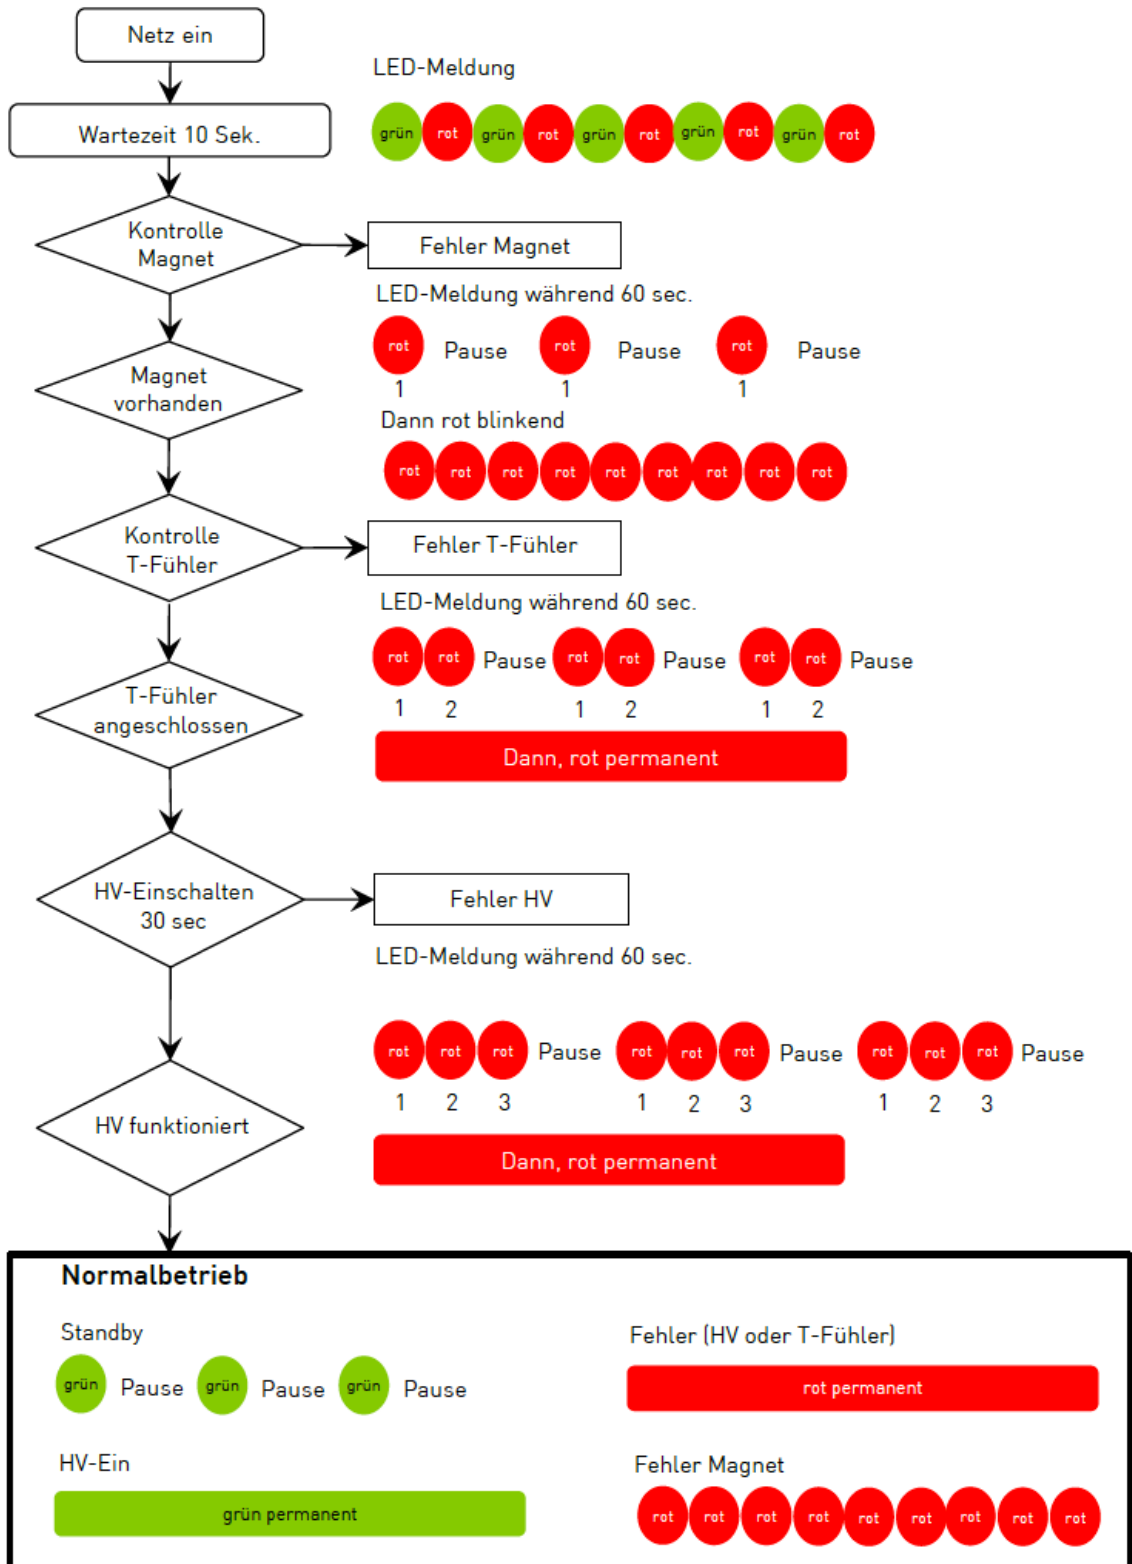 Netz ein
LED-Meldung
Wartezeit 10 Sek.
grün rot grün rot grün rot grün rot grün rot
Kontrolle
Magnet
Fehler Magnet
LED-Meldung während 60 sec.
rot Pause rot Pause rot Pause
1 1 1
Magnet
vorhanden
Dann rot blinkend
rot rot rot rot rot rot rot rot rot
Kontrolle
T-Fühler
Fehler T-Fühler
LED-Meldung während 60 sec.
rot rot Pause rot rot Pause rot rot Pause
1 2 1 2 1 2
T-Fühler
angeschlossen
Dann, rot permanent
HV-Einschalten
30 sec
Fehler HV
LED-Meldung während 60 sec.
rot rot rot Pause rot rot rot Pause rot rot rot Pause
1 2 3 1 2 3 1 2 3
HV funktioniert
Dann, rot permanent
Normalbetrieb
Standby
grün Pause grün Pause grün Pause
Fehler (HV oder T-Fühler)
rot permanent
HV-Ein
grün permanent
Fehler Magnet
rot rot rot rot rot rot rot rot rot